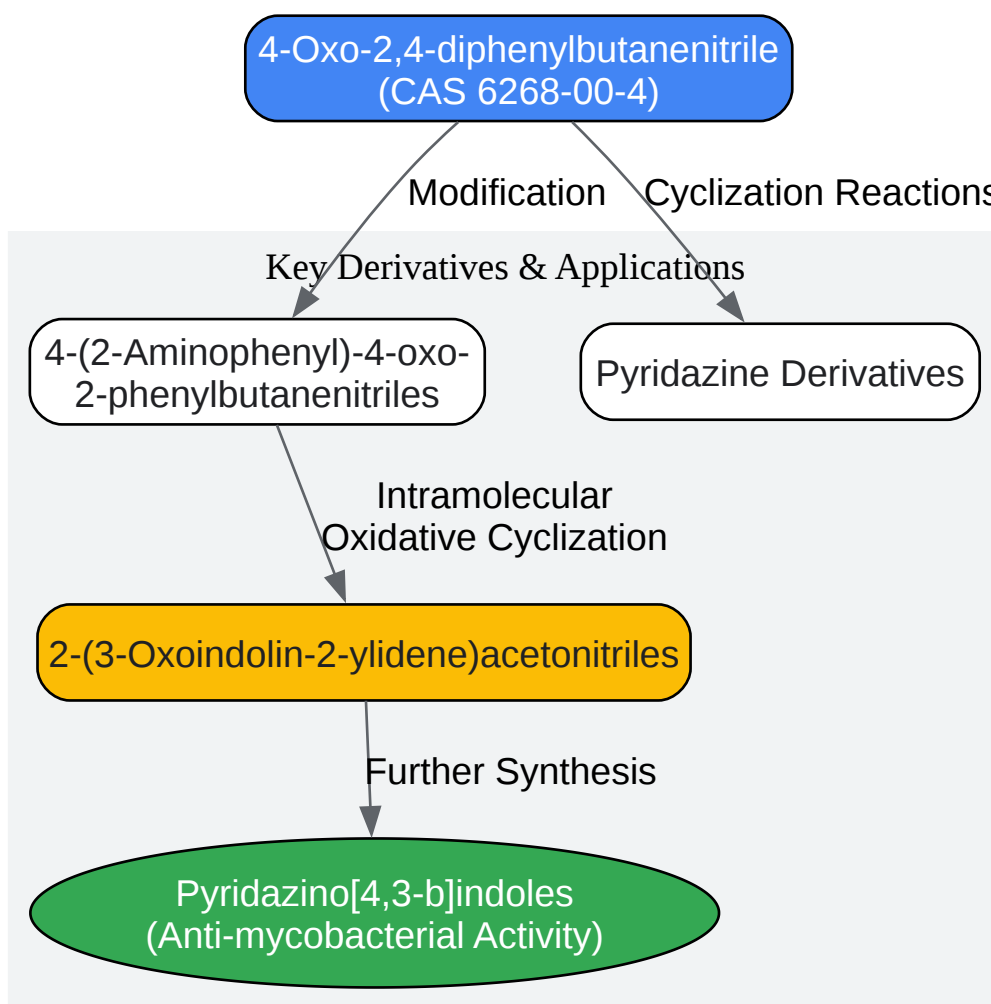 4-Oxo-2,4-diphenylbutanenitrile
(CAS 6268-00-4)
Modification
Cyclization Reactions
Key Derivatives & Applications
4-(2-Aminophenyl)-4-oxo-
2-phenylbutanenitriles
Pyridazine Derivatives
Intramolecular
Oxidative Cyclization
2-(3-Oxoindolin-2-ylidene)acetonitriles
Further Synthesis
Pyridazino[4,3-b]indoles
(Anti-mycobacterial Activity)